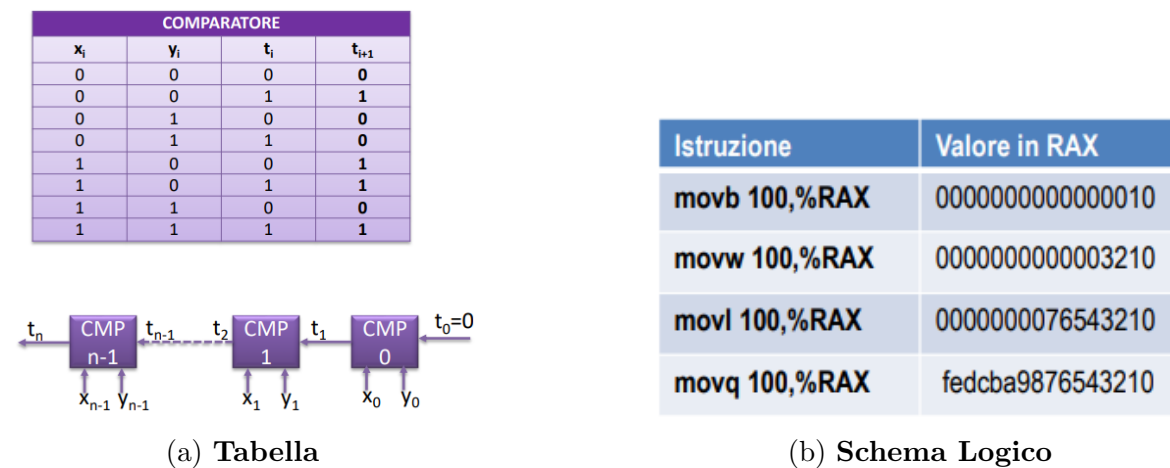 COMPARATORE
xi yi ti ti+1
0 0 0 0
0 0 1 1
0 1 0 0
0 1 1 0
1 0 0 1
1 0 1 1
1 1 0 0
1 1 1 1
tn CMP n-1 tn-1 t2 CMP 1 t1 CMP 0 t0=0
xn-1 yn-1 x1 y1 x0 y0
(a) Tabella
Istruzione Valore in RAX
movb 100,%RAX 0000000000000010
movw 100,%RAX 0000000000003210
movl 100,%RAX 0000000076543210
movq 100,%RAX fedcba9876543210
(b) Schema Logico